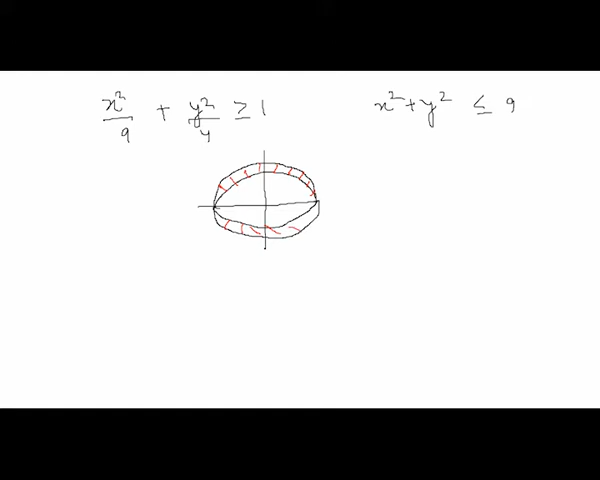 x²/9 + y²/4 ≥ 1
x² + y² ≤ 9